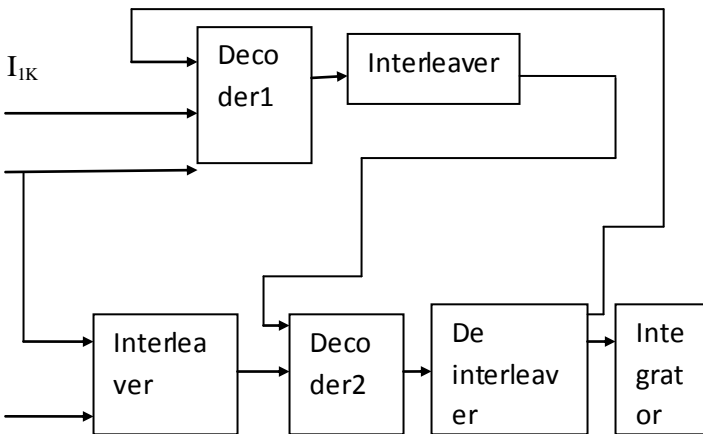 I1K
Deco
der1
Interleaver
Interlea
ver
Deco
der2
De
interleav
er
Inte
grat
or